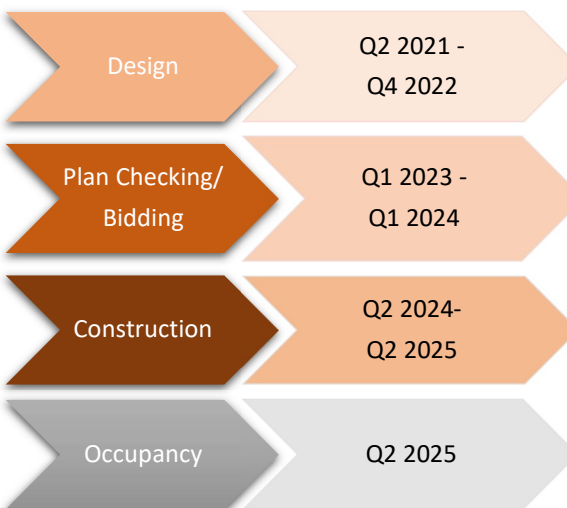 Design
Q2 2021 -
Q4 2022
Plan Checking/
Bidding
Q1 2023 -
Q1 2024
Construction
Q2 2024-
Q2 2025
Occupancy
Q2 2025